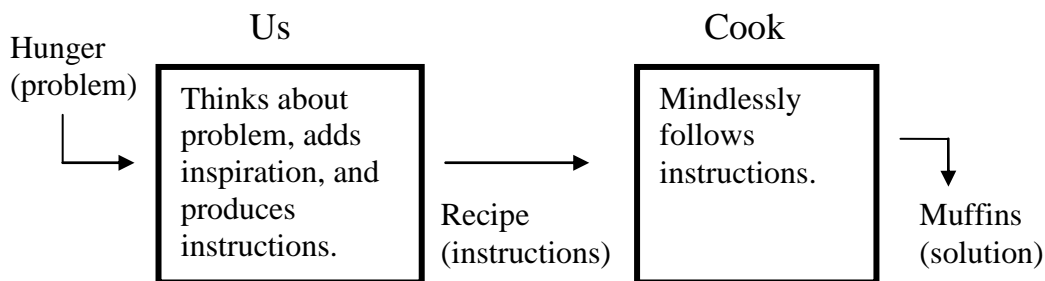 Us
Cook
Hunger
(problem)
Thinks about
problem, adds
inspiration, and
produces
instructions.
Recipe
(instructions)
Mindlessly
follows
instructions.
Muffins
(solution)